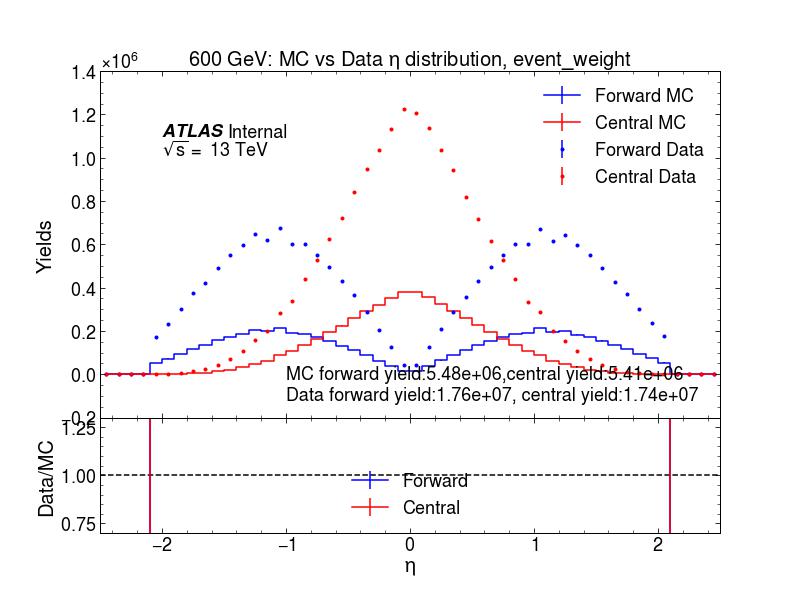 600 GeV: MC vs Data η distribution, event_weight
×10⁶
1.4
1.2
1.0
0.8
0.6
0.4
0.2
0.0
0.2
Yields
ATLAS Internal
√s = 13 TeV
Forward MC
Central MC
Forward Data
Central Data
MC forward yield:5.48e+06,central yield:5.41e+06
Data forward yield:1.76e+07, central yield:1.74e+07
1.25
1.00
0.75
Data/MC
Forward
Central
−2 −1 0 1 2
η